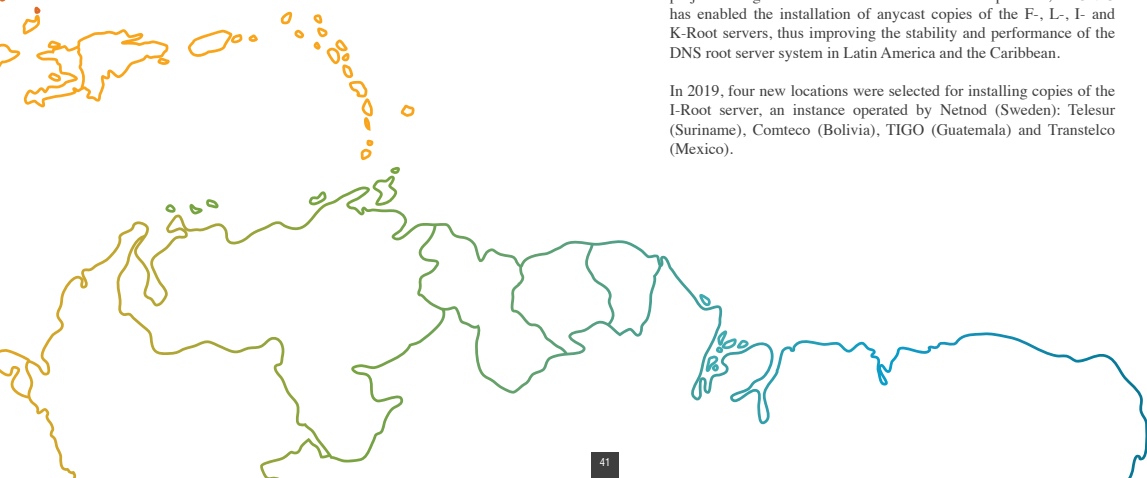 has enabled the installation of anycast copies of the F-, L-, I- and
K-Root servers, thus improving the stability and performance of the
DNS root server system in Latin America and the Caribbean.
In 2019, four new locations were selected for installing copies of the
I-Root server, an instance operated by Netnod (Sweden): Telesur
(Suriname), Comteco (Bolivia), TIGO (Guatemala) and Transtelco
(Mexico).
41